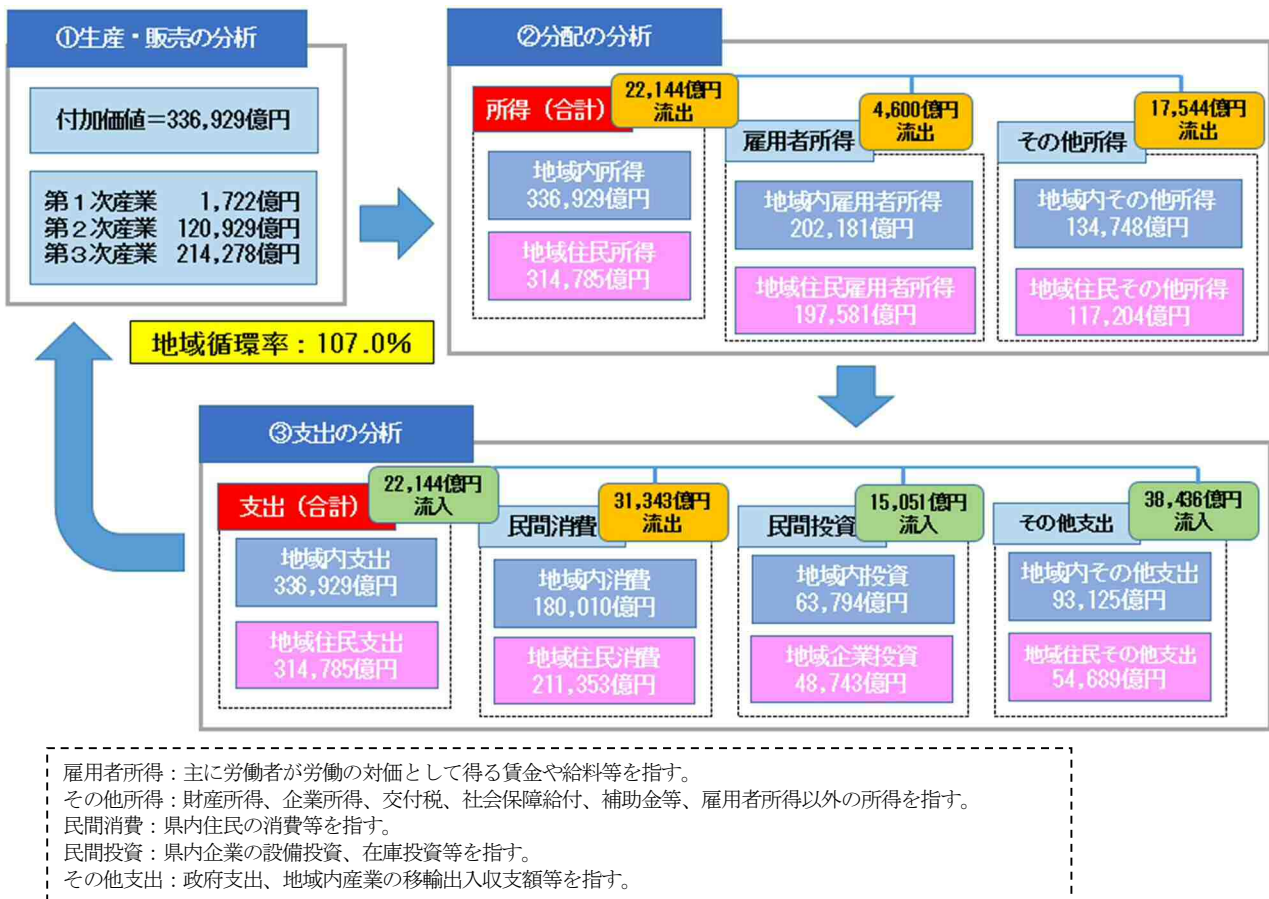 ①生産・販売の分析
付加価値＝336,929億円
第１次産業　1,722億円
第２次産業　120,929億円
第３次産業　214,278億円
地域循環率：107.0%
②分配の分析
所得（合計）
22,144億円
流出
地域内所得
336,929億円
地域住民所得
314,785億円
雇用者所得
4,600億円
流出
地域内雇用者所得
202,181億円
地域住民雇用者所得
197,581億円
その他所得
17,544億円
流出
地域内その他所得
134,748億円
地域住民その他所得
117,204億円
③支出の分析
支出（合計）
22,144億円
流入
地域内支出
336,929億円
地域住民支出
314,785億円
民間消費
31,343億円
流出
地域内消費
180,010億円
地域住民消費
211,353億円
民間投資
15,051億円
流入
地域内投資
63,794億円
地域企業投資
48,743億円
その他支出
38,436億円
流入
地域内その他支出
93,125億円
地域住民その他支出
54,689億円
雇用者所得：主に労働者が労働の対価として得る賃金や給料等を指す。
その他所得：財産所得、企業所得、交付税、社会保障給付、補助金等、雇用者所得以外の所得を指す。
民間消費：県内住民の消費等を指す。
民間投資：県内企業の設備投資、在庫投資等を指す。
その他支出：政府支出、地域内産業の移輸出入収支額等を指す。